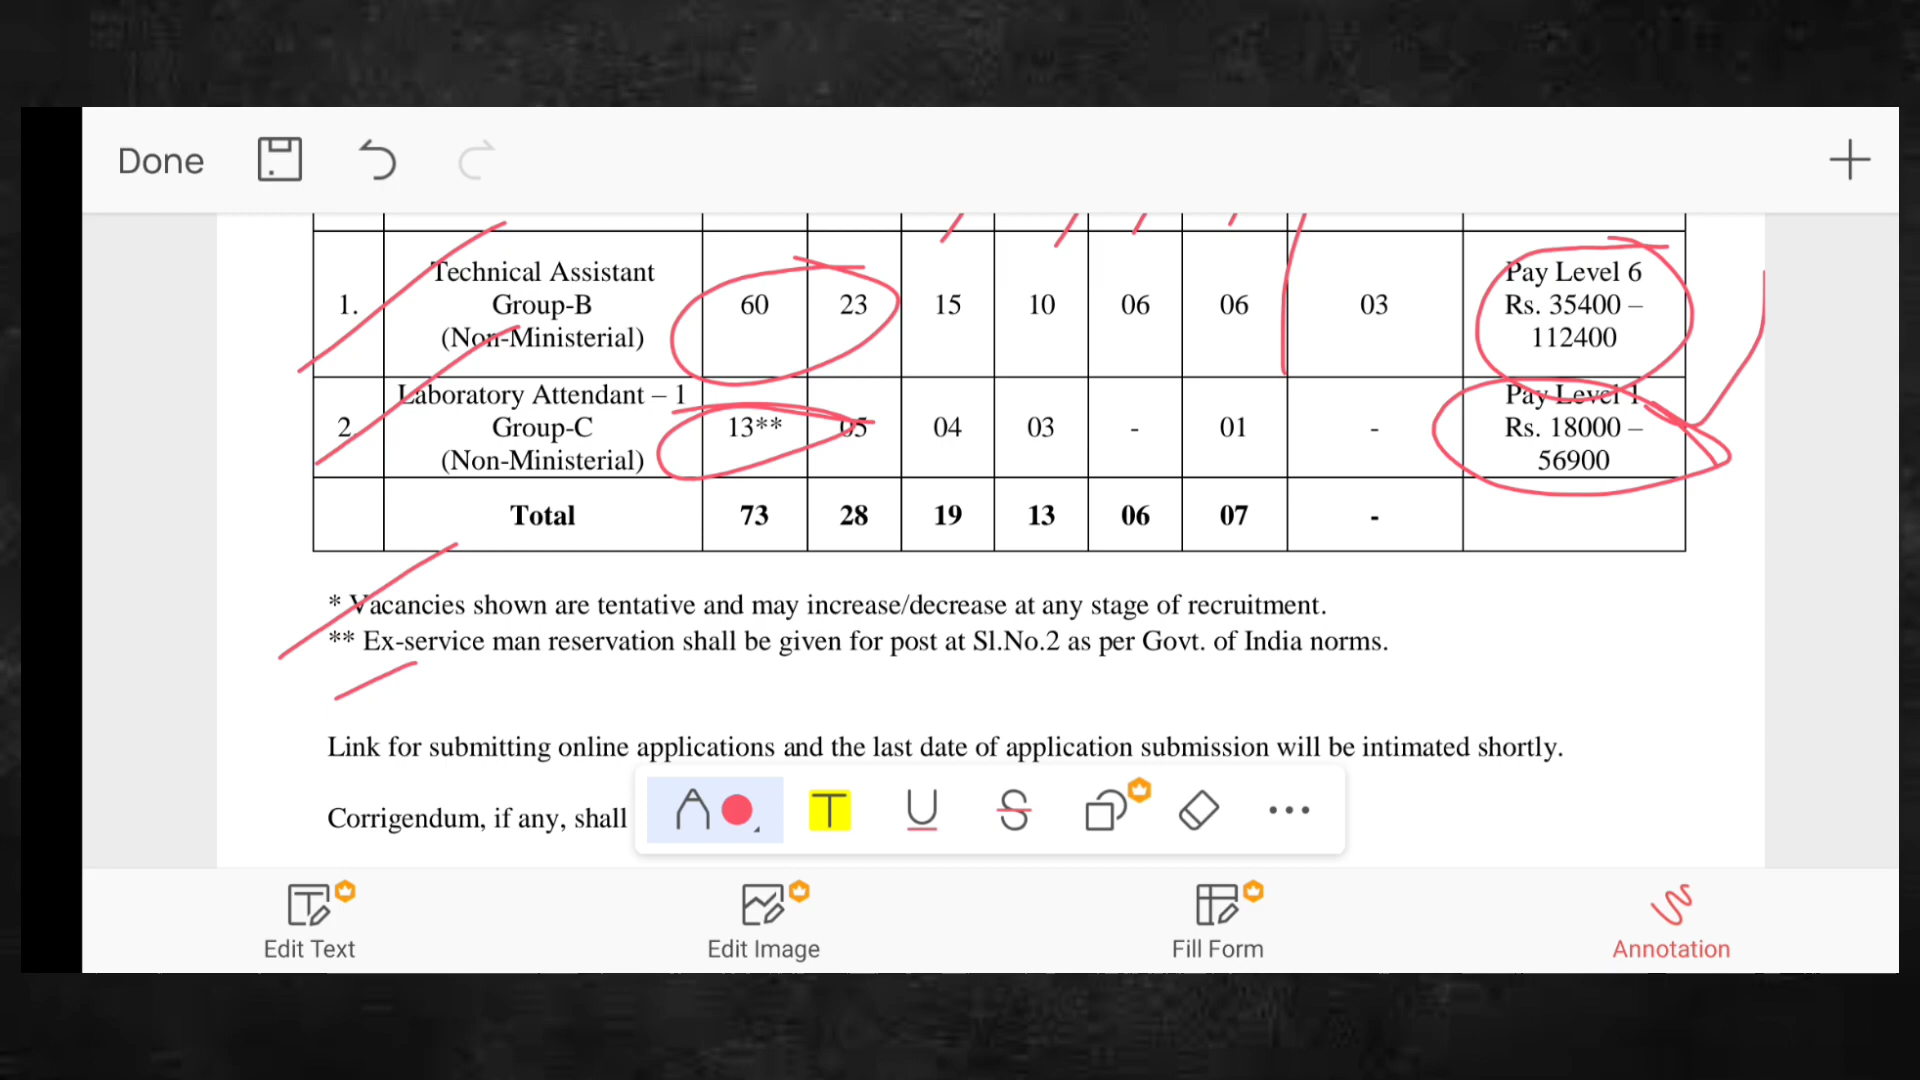 Done
1. Technical Assistant Group-B (Non-Ministerial) 60 23 15 10 06 06 03 Pay Level 6 Rs. 35400 – 112400
2. Laboratory Attendant – 1 Group-C (Non-Ministerial) 13** 05 04 03 - 01 - Pay Level 1 Rs. 18000 – 56900
Total 73 28 19 13 06 07 -
* Vacancies shown are tentative and may increase/decrease at any stage of recruitment.
** Ex-service man reservation shall be given for post at Sl.No.2 as per Govt. of India norms.
Link for submitting online applications and the last date of application submission will be intimated shortly.
Corrigendum, if any, shall
Edit Text Edit Image Fill Form Annotation